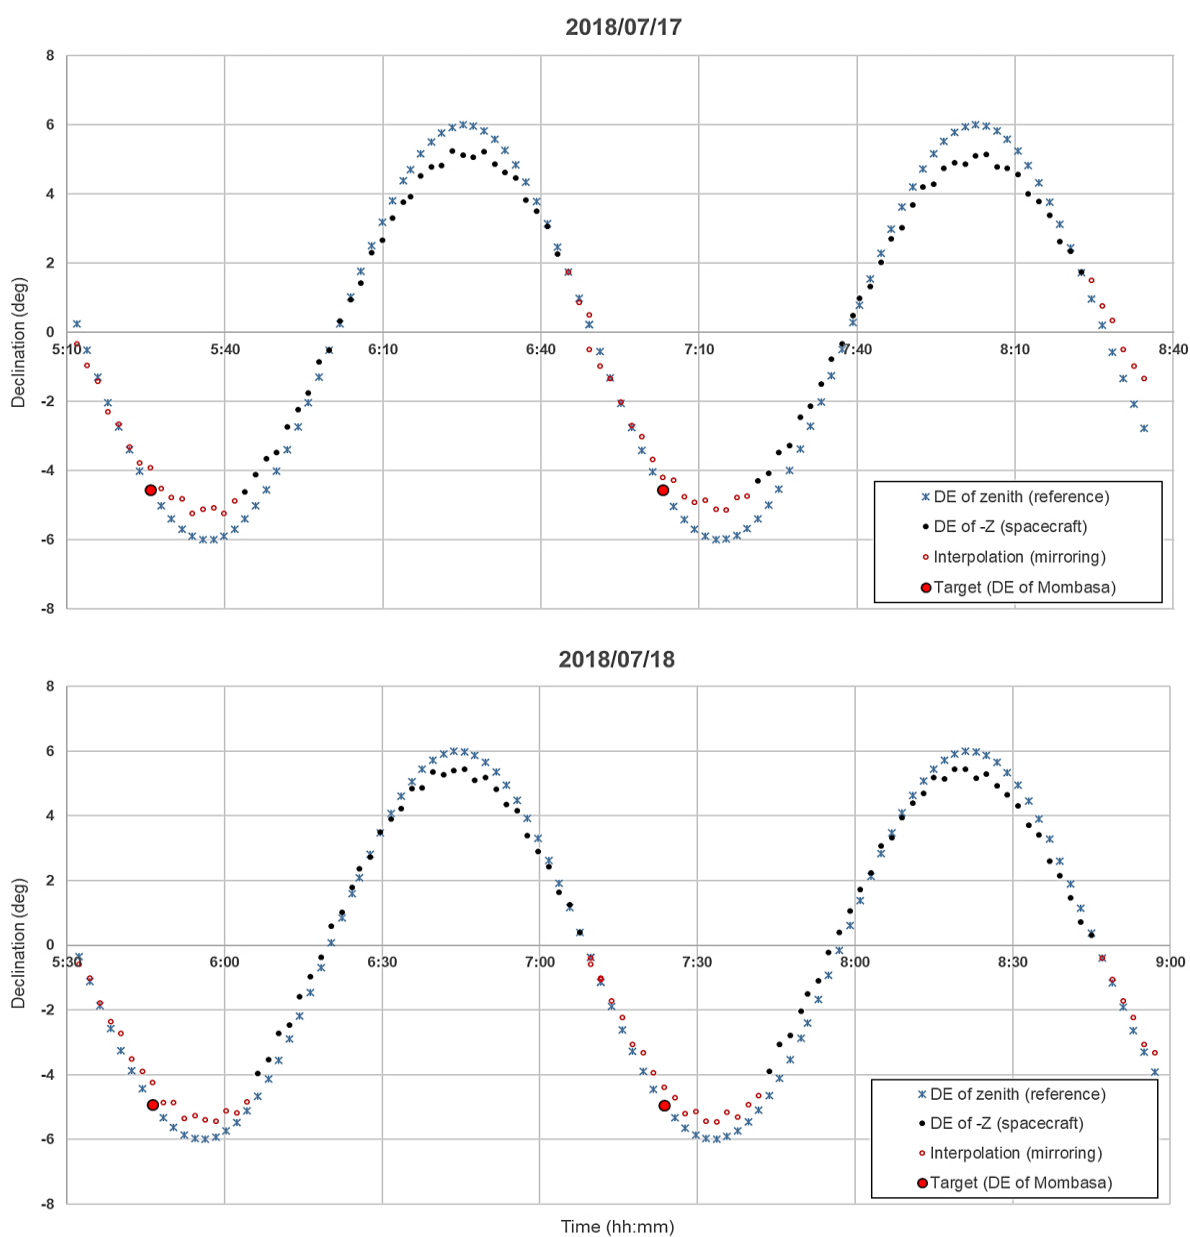 2018/07/17
8
6
4
2
0
-2
-4
-6
-8
Declination (deg)
5:10 5:40 6:10 6:40 7:10 7:40 8:10 8:40
DE of zenith (reference)
DE of -Z (spacecraft)
Interpolation (mirroring)
Target (DE of Mombasa)
2018/07/18
8
6
4
2
0
-2
-4
-6
-8
Declination (deg)
5:30 6:00 6:30 7:00 7:30 8:00 8:30 9:00
DE of zenith (reference)
DE of -Z (spacecraft)
Interpolation (mirroring)
Target (DE of Mombasa)
Time (hh:mm)